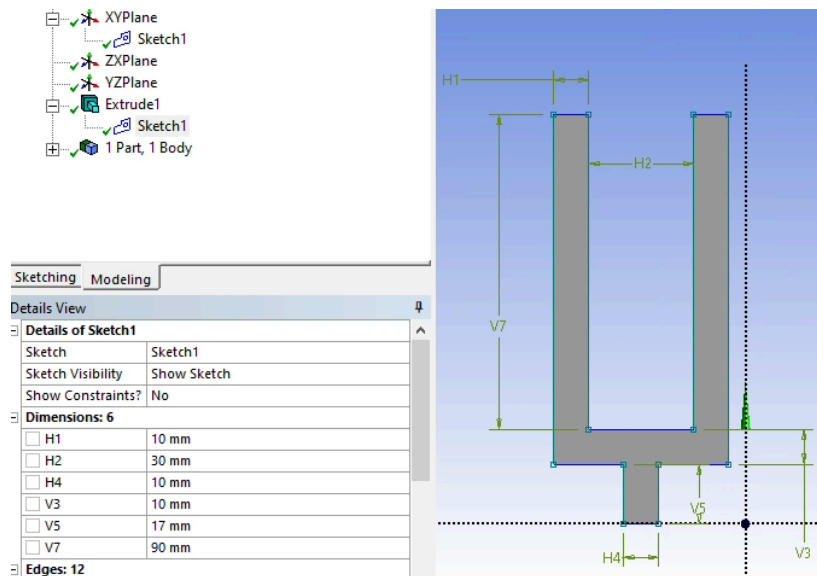 XYPlane
Sketch1
ZXPlane
YZPlane
Extrude1
Sketch1
1 Part, 1 Body
Sketching Modeling
Details View
Details of Sketch1
Sketch Sketch1
Sketch Visibility Show Sketch
Show Constraints? No
Dimensions: 6
H1 10 mm
H2 30 mm
H4 10 mm
V3 10 mm
V5 17 mm
V7 90 mm
Edges: 12
H1
H2
V7
V5
H4
V3